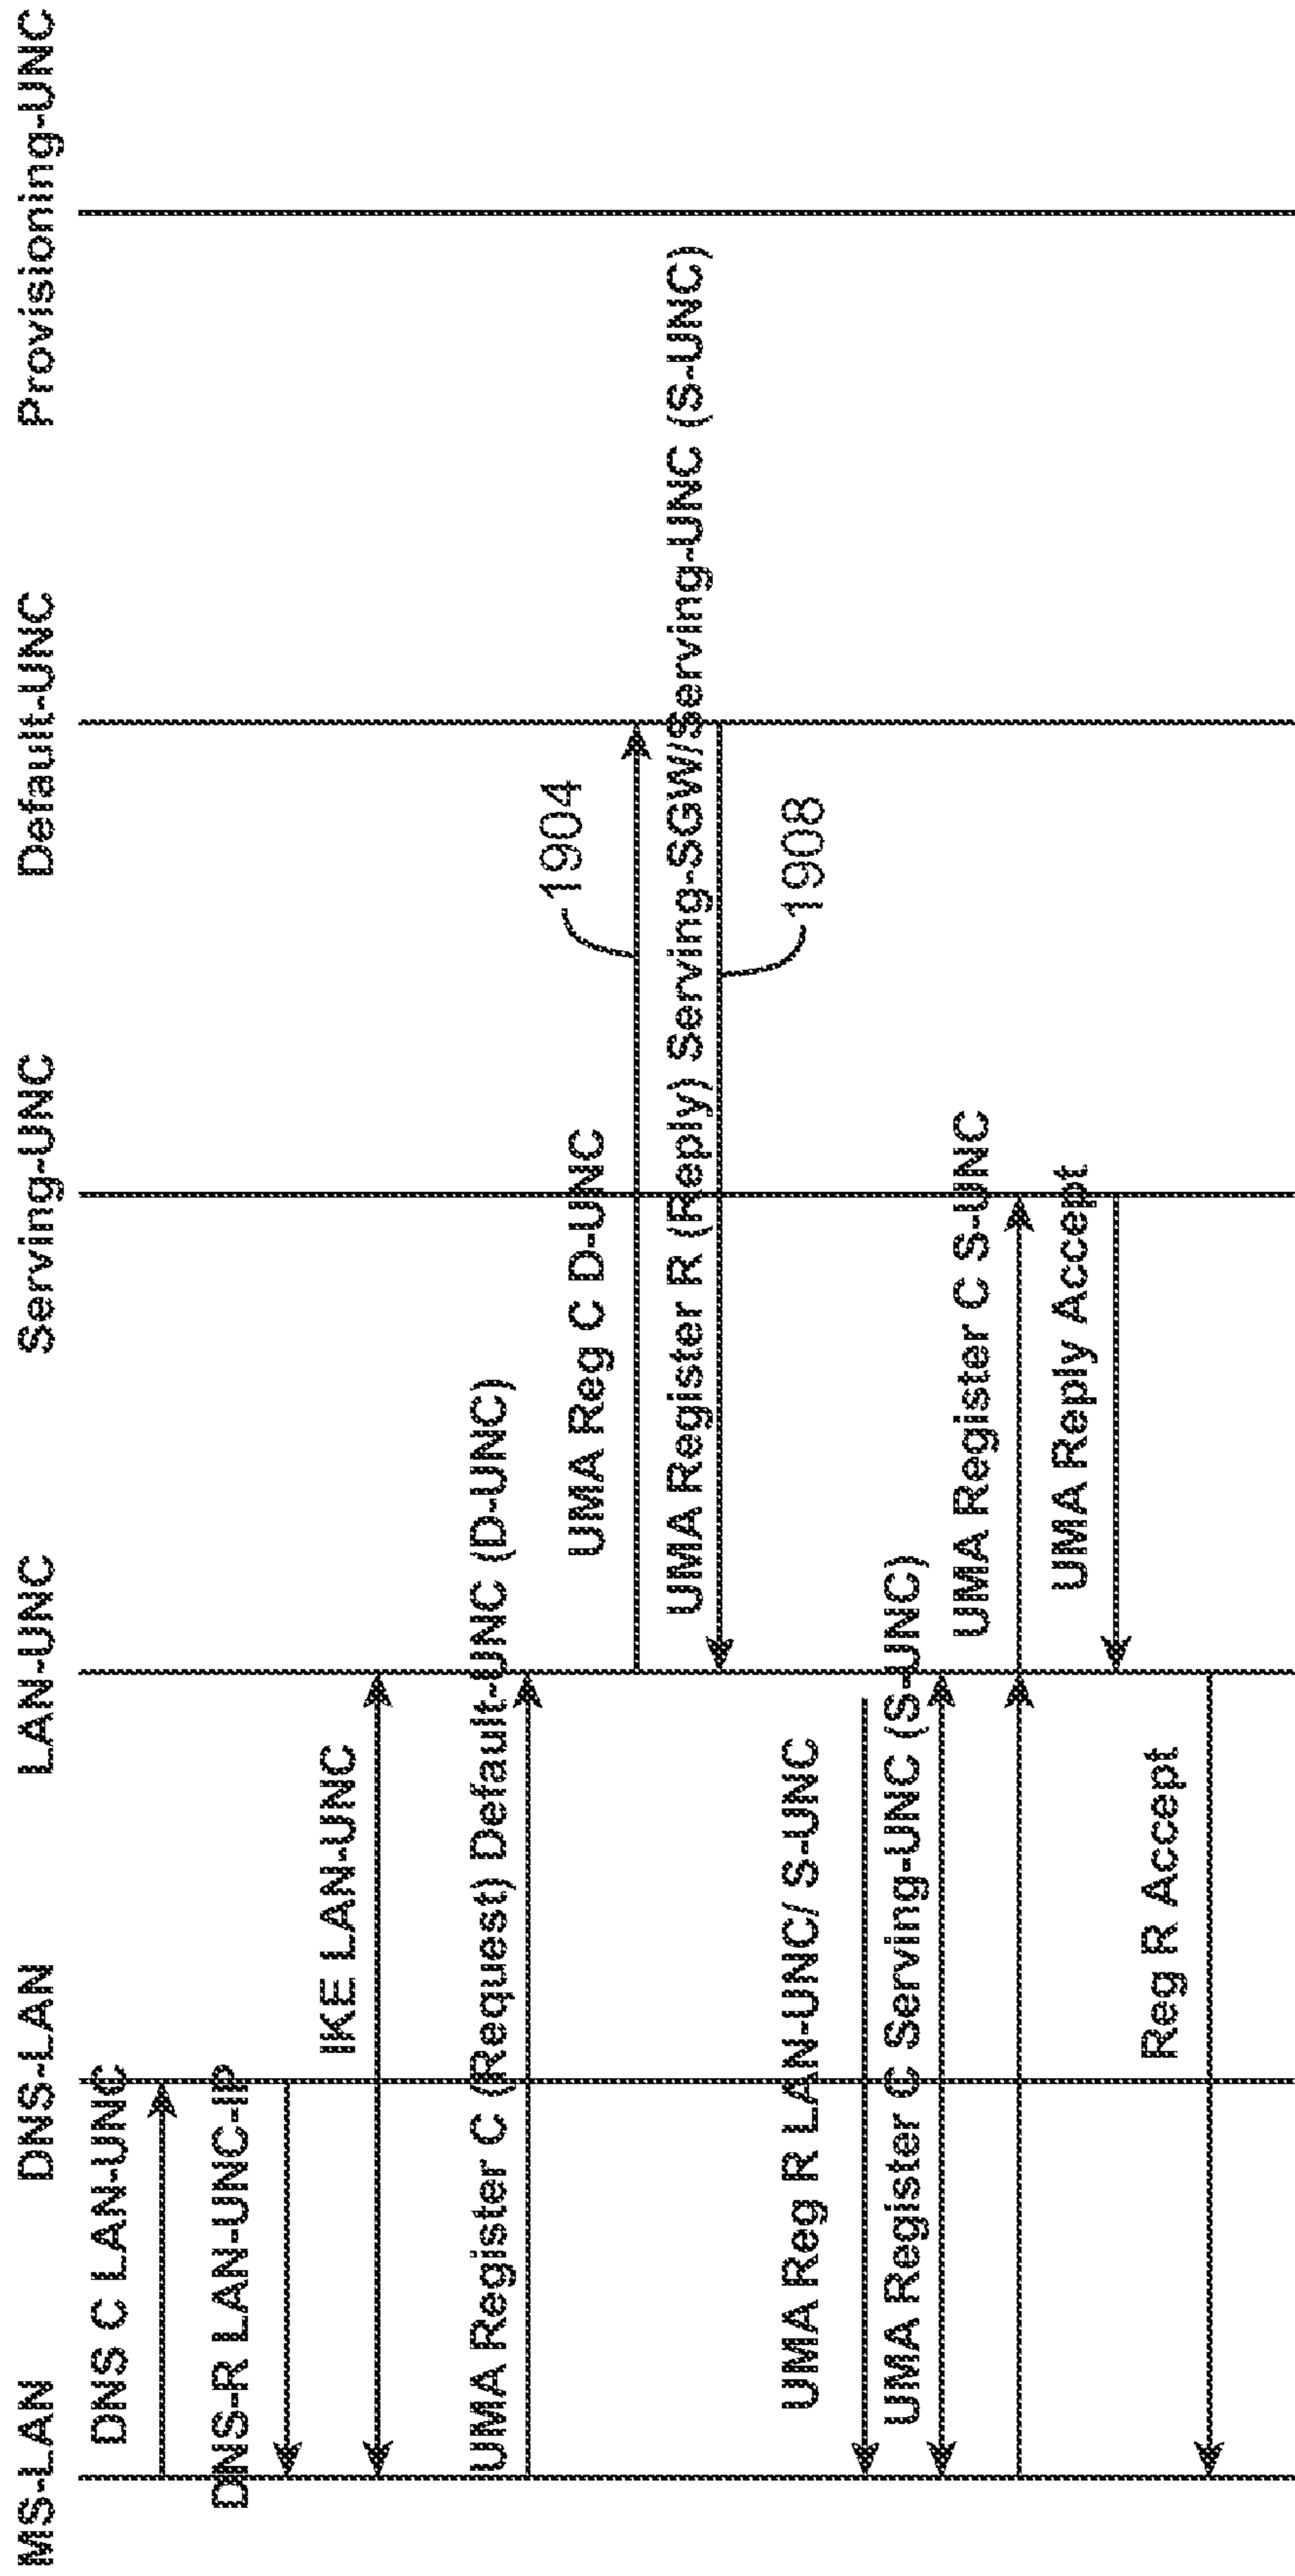 MS-LAN DNS-LAN LAN-UNC Serving-UNC Default-UNC Provisioning-UNC
DNS C LAN-UNC
DNS-R LAN-UNC-IP
IKE LAN-UNC
UMA Register C (Request) Default-UNC (D-UNC)
1904
UMA Reg C D-UNC
UMA Register R (Reply) Serving-SGW/Serving-UNC (S-UNC)
1908
UMA Reg R LAN-UNC/ S-UNC
UMA Register C Serving-UNC (S-UNC)
UMA Register C S-UNC
UMA Reply Accept
Reg R Accept